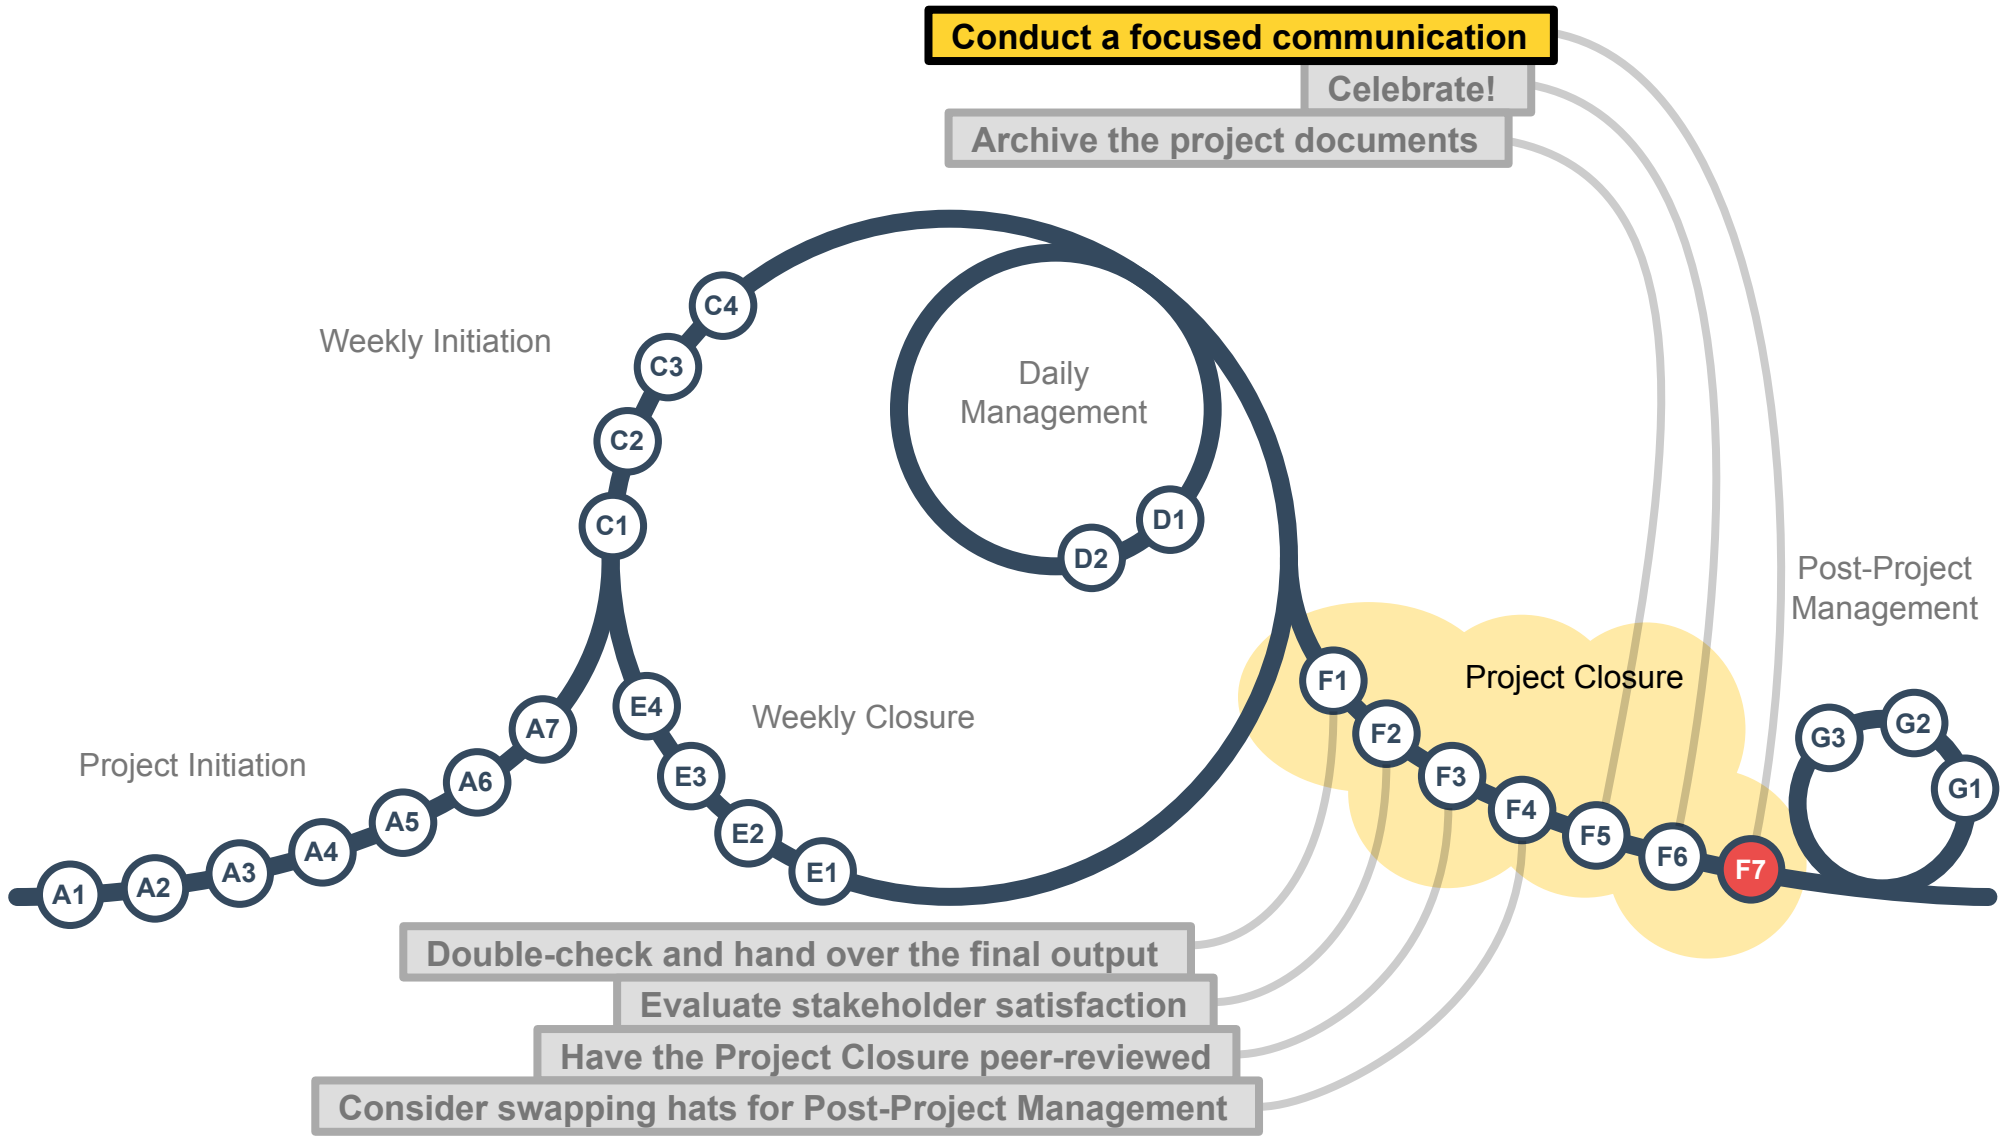 Conduct a focused communication
Celebrate!
Archive the project documents
Weekly Initiation
C4
C3
C2
C1
Daily
Management
D1
D2
Post-Project
Management
Project Closure
F1
F2
F3
F4
F5
F6
F7
G3
G2
G1
Weekly Closure
E4
E3
E2
E1
Project Initiation
A1
A2
A3
A4
A5
A6
A7
Double-check and hand over the final output
Evaluate stakeholder satisfaction
Have the Project Closure peer-reviewed
Consider swapping hats for Post-Project Management